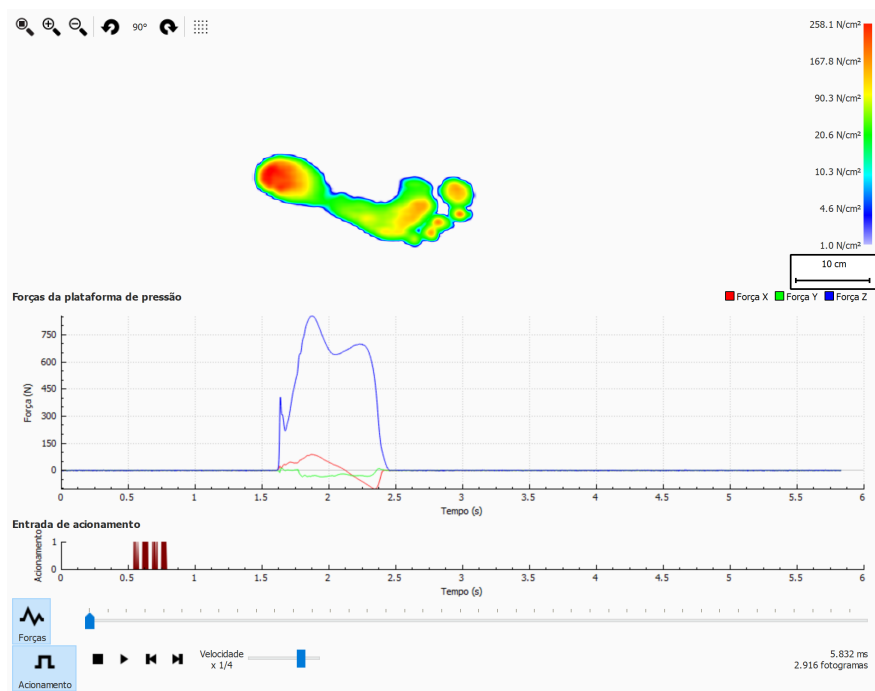 90°
258.1 N/cm²
167.8 N/cm²
90.3 N/cm²
20.6 N/cm²
10.3 N/cm²
4.6 N/cm²
1.0 N/cm²
10 cm
Forças da plataforma de pressão
Força X Força Y Força Z
Força (N)
750
600
450
300
150
0
0 0.5 1 1.5 2 2.5 3 3.5 4 4.5 5 5.5 6
Tempo (s)
Entrada de acionamento
Acionamento
1
0
0 0.5 1 1.5 2 2.5 3 3.5 4 4.5 5 5.5 6
Tempo (s)
Forças
Acionamento
Velocidade
x 1/4
5.832 ms
2.916 fotogramas